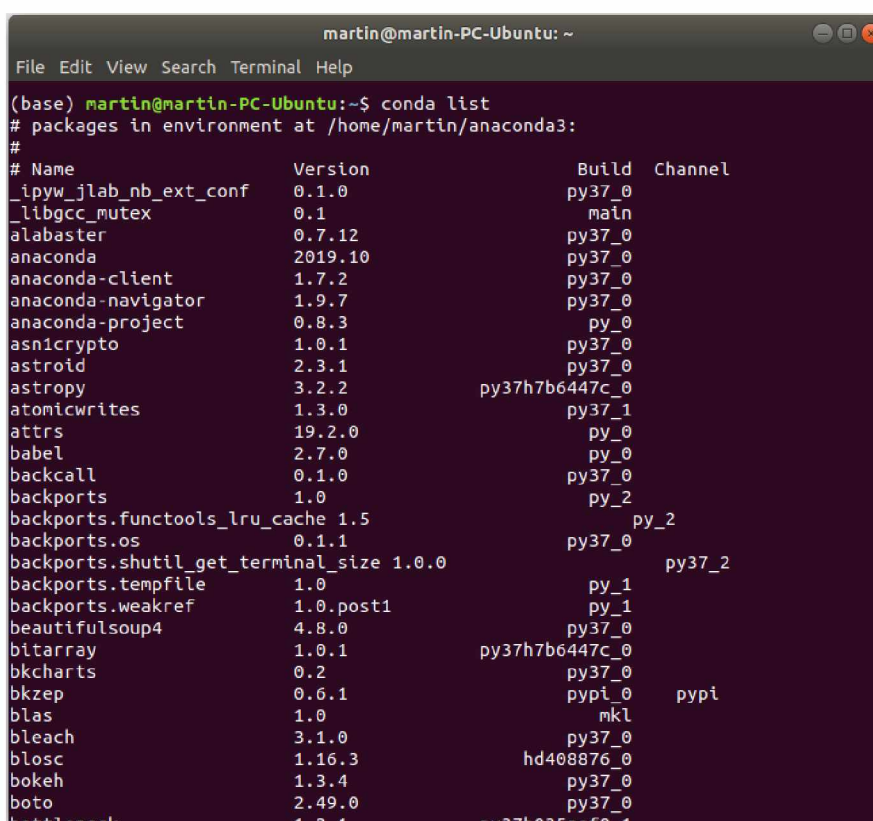 martin@martin-PC-Ubuntu: ~
File Edit View Search Terminal Help
(base) martin@martin-PC-Ubuntu:~$ conda list
# packages in environment at /home/martin/anaconda3:
#
# Name                    Version                   Build  Channel
_ipyw_jlab_nb_ext_conf    0.1.0                    py37_0
_libgcc_mutex             0.1                        main
alabaster                 0.7.12                   py37_0
anaconda                  2019.10                  py37_0
anaconda-client           1.7.2                    py37_0
anaconda-navigator        1.9.7                    py37_0
anaconda-project          0.8.3                      py_0
asn1crypto                1.0.1                    py37_0
astroid                   2.3.1                    py37_0
astropy                   3.2.2            py37h7b6447c_0
atomicwrites              1.3.0                    py37_1
attrs                     19.2.0                     py_0
babel                     2.7.0                      py_0
backcall                  0.1.0                    py37_0
backports                 1.0                        py_2
backports.functools_lru_cache 1.5                        py_2
backports.os              0.1.1                    py37_0
backports.shutil_get_terminal_size 1.0.0                    py37_2
backports.tempfile        1.0                        py_1
backports.weakref         1.0.post1                  py_1
beautifulsoup4            4.8.0                    py37_0
bitarray                  1.0.1            py37h7b6447c_0
bkcharts                  0.2                      py37_0
bkzep                     0.6.1                    pypi_0    pypi
blas                      1.0                         mkl
bleach                    3.1.0                    py37_0
blosc                     1.16.3               hd408876_0
bokeh                     1.3.4                    py37_0
boto                      2.49.0                   py37_0